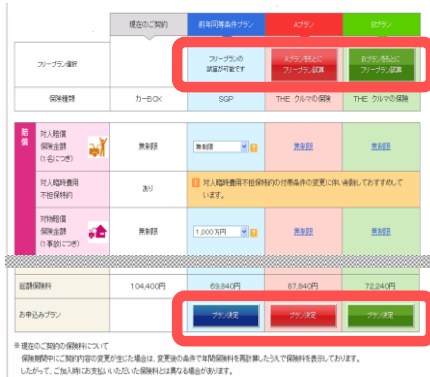 現在のご契約 前年同等条件プラン Aプラン Bプラン
フリープラン選択 フリープランの 試算が可能です Aプランをもとに フリープラン試算 Bプランをもとに フリープラン試算
保険種類 カーBOX SGP THE クルマの保険 THE クルマの保険
賠償
対人賠償
保険金額
(1名につき)
無制限 無制限 無制限 無制限
対人臨時費用
不担保特約
あり
! 対人臨時費用不担保特約の付帯条件の変更に伴い削除しておすすめして
います。
対物賠償
保険金額
(1事故につき)
無制限 1,000万円 無制限 無制限
総額保険料 104,400円 69,840円 87,840円 72,240円
お申込みプラン プラン決定 プラン決定 プラン決定
※現在のご契約の保険料について
保険期間中にご契約内容の変更が生じた場合は、変更後の条件で年間保険料を再計算したうえで保険料を表示しております。
したがって、ご加入時にお支払いいただいた保険料とは異なる場合があります。